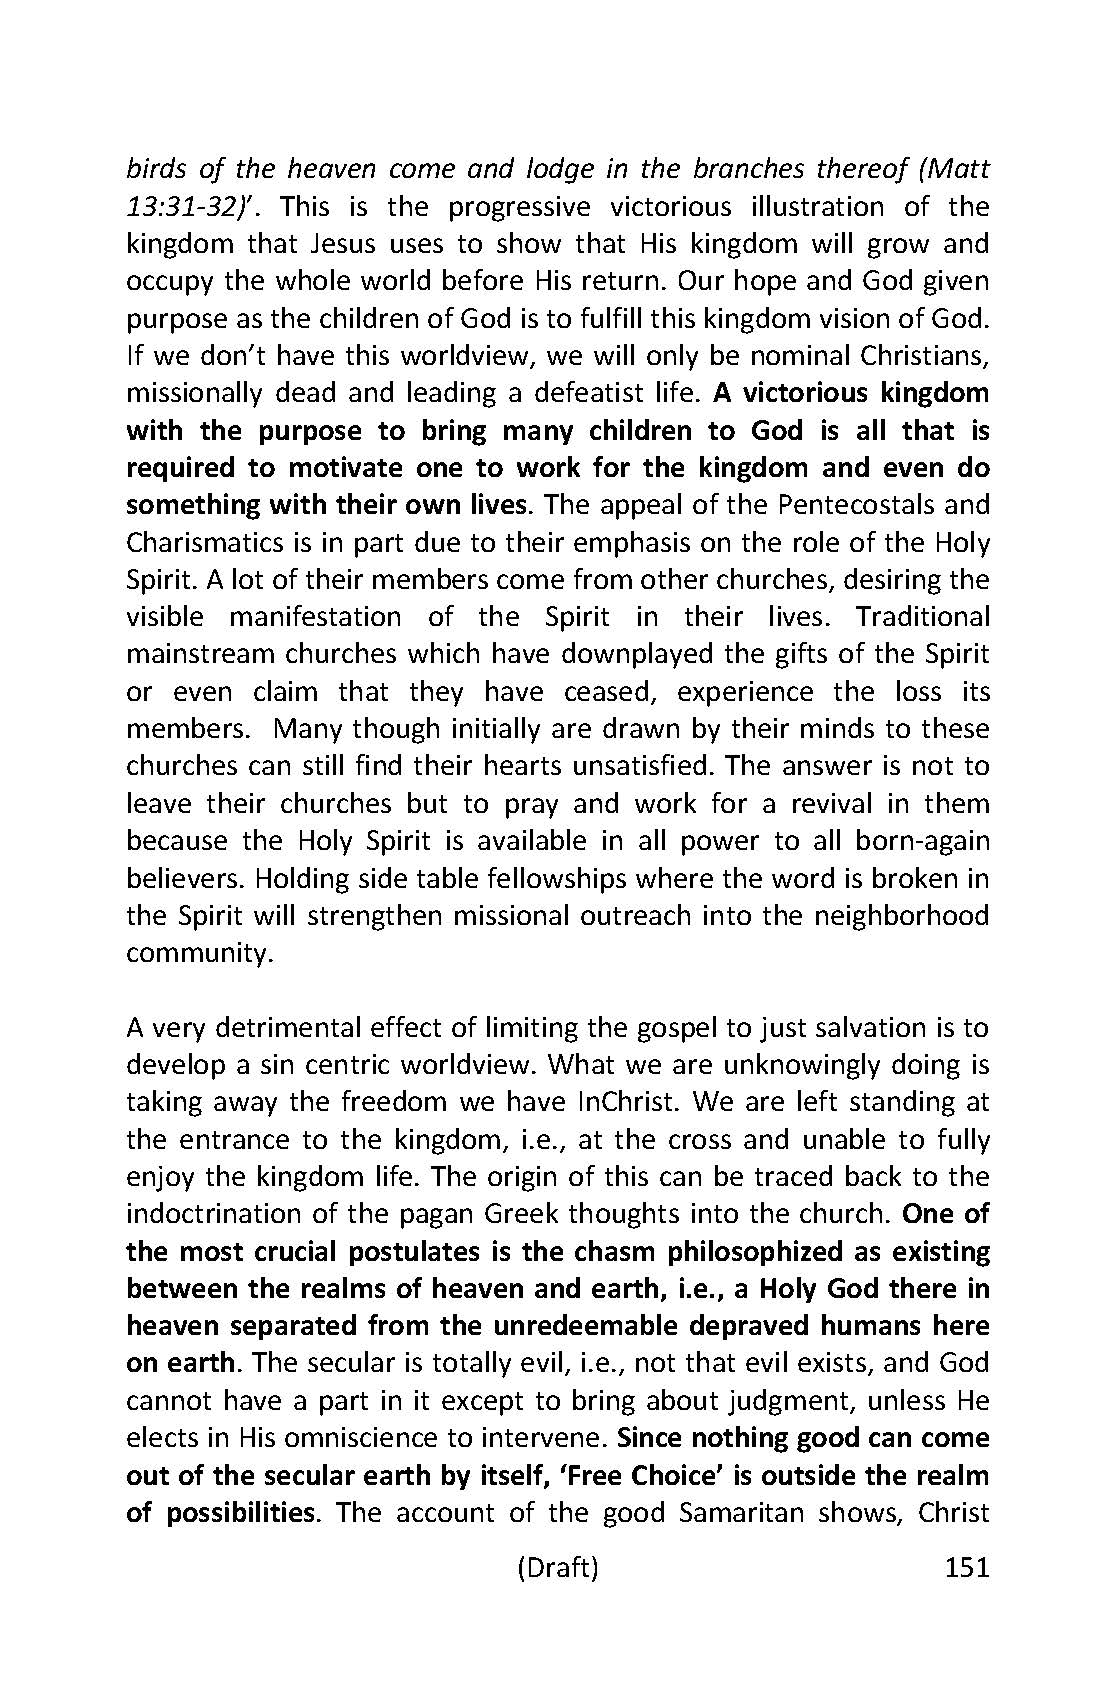 birds of the heaven come and lodge in the branches thereof (Matt
13:31-32)’. This is the progressive victorious illustration of the
kingdom that Jesus uses to show that His kingdom will grow and
occupy the whole world before His return. Our hope and God given
purpose as the children of God is to fulfill this kingdom vision of God.
If we don’t have this worldview, we will only be nominal Christians,
missionally dead and leading a defeatist life. A victorious kingdom
with the purpose to bring many children to God is all that is
required to motivate one to work for the kingdom and even do
something with their own lives. The appeal of the Pentecostals and
Charismatics is in part due to their emphasis on the role of the Holy
Spirit. A lot of their members come from other churches, desiring the
visible manifestation of the Spirit in their lives. Traditional
mainstream churches which have downplayed the gifts of the Spirit
or even claim that they have ceased, experience the loss its
members. Many though initially are drawn by their minds to these
churches can still find their hearts unsatisfied. The answer is not to
leave their churches but to pray and work for a revival in them
because the Holy Spirit is available in all power to all born-again
believers. Holding side table fellowships where the word is broken in
the Spirit will strengthen missional outreach into the neighborhood
community.
A very detrimental effect of limiting the gospel to just salvation is to
develop a sin centric worldview. What we are unknowingly doing is
taking away the freedom we have InChrist. We are left standing at
the entrance to the kingdom, i.e., at the cross and unable to fully
enjoy the kingdom life. The origin of this can be traced back to the
indoctrination of the pagan Greek thoughts into the church. One of
the most crucial postulates is the chasm philosophized as existing
between the realms of heaven and earth, i.e., a Holy God there in
heaven separated from the unredeemable depraved humans here
on earth. The secular is totally evil, i.e., not that evil exists, and God
cannot have a part in it except to bring about judgment, unless He
elects in His omniscience to intervene. Since nothing good can come
out of the secular earth by itself, ‘Free Choice’ is outside the realm
of possibilities. The account of the good Samaritan shows, Christ
(Draft) 151